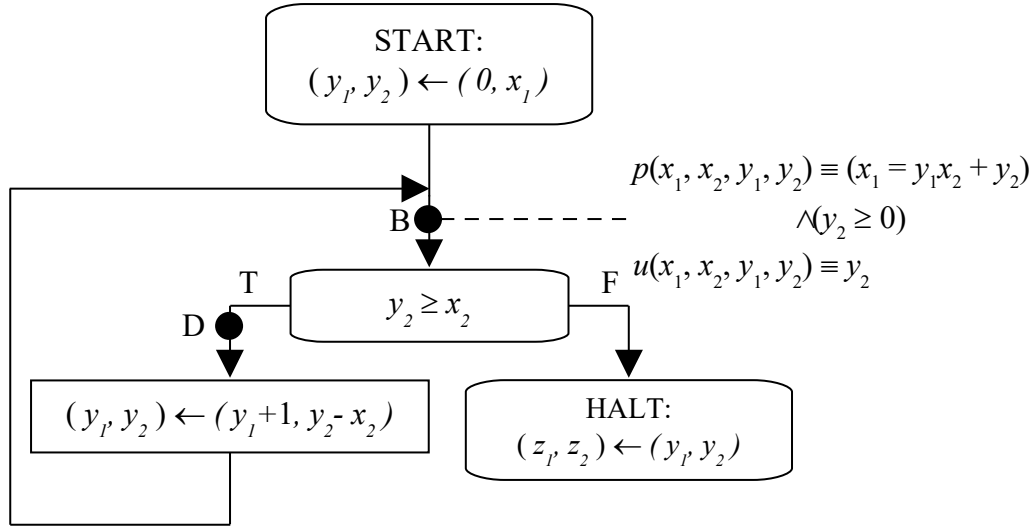 START:
( y₁, y₂ ) ← ( 0, x₁ )
p(x₁, x₂, y₁, y₂) ≡ (x₁ = y₁x₂ + y₂)
B
∧(y₂ ≥ 0)
u(x₁, x₂, y₁, y₂) ≡ y₂
T
F
y₂ ≥ x₂
D
( y₁, y₂ ) ← ( y₁+1, y₂- x₂ )
HALT:
( z₁, z₂ ) ← ( y₁, y₂ )